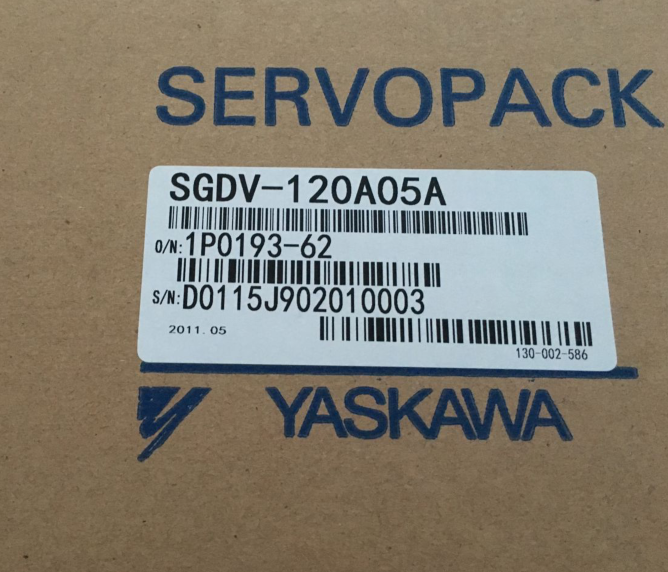 SERVOPACK
SGDV-120A05A
O/N:1P0193-62
S/N:D0115J902010003
2011.05
130-002-586
YASKAWA